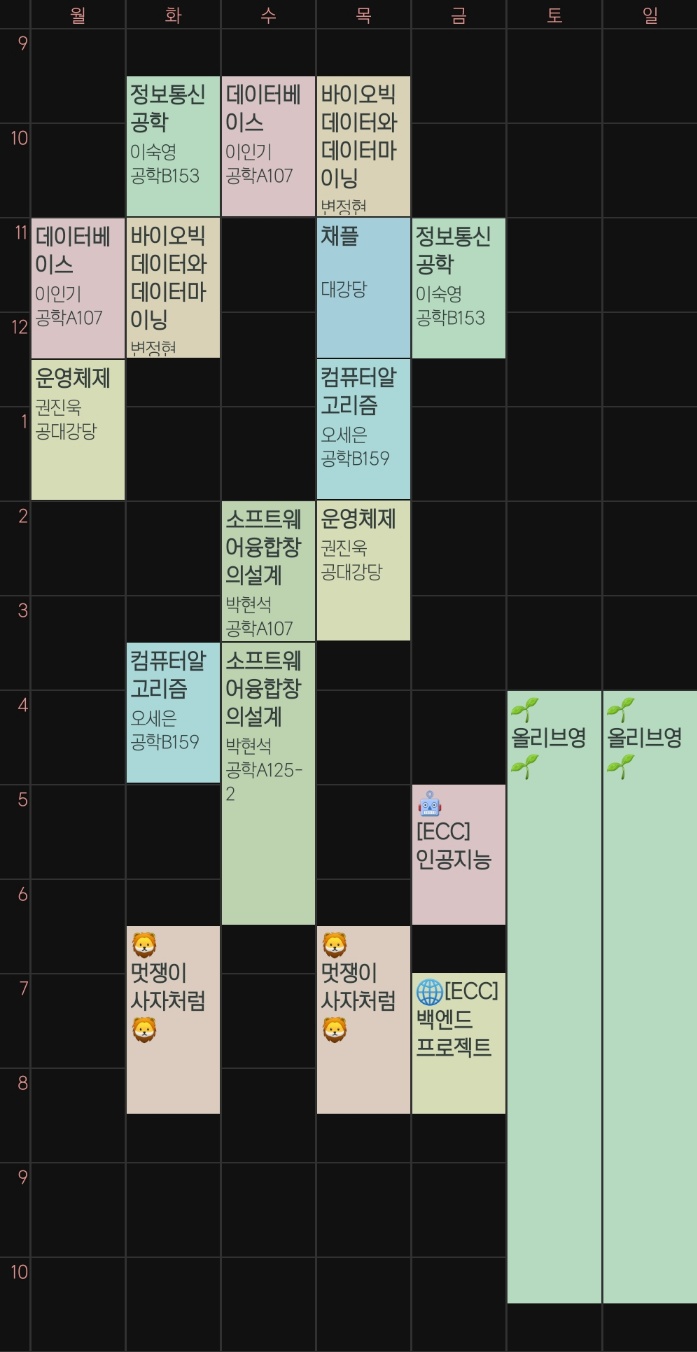 월 화 수 목 금 토 일
9
10
11
12
1
2
3
4
5
6
7
8
9
10
데이터베
이스
이인기
공학A107
운영체제
권진욱
공대강당
정보통신
공학
이숙영
공학B153
바이오빅
데이터와
데이터마
이닝
변정현
컴퓨터알
고리즘
오세은
공학B159
🦁
멋쟁이
사자처럼
🦁
데이터베
이스
이인기
공학A107
소프트웨
어융합창
의설계
박현석
공학A107
소프트웨
어융합창
의설계
박현석
공학A125-
2
바이오빅
데이터와
데이터마
이닝
변정현
채플
대강당
컴퓨터알
고리즘
오세은
공학B159
운영체제
권진욱
공대강당
🦁
멋쟁이
사자처럼
🦁
정보통신
공학
이숙영
공학B153
🤖
[ECC]
인공지능
🌐[ECC]
백엔드
프로젝트
🌱
올리브영
🌱
🌱
올리브영
🌱